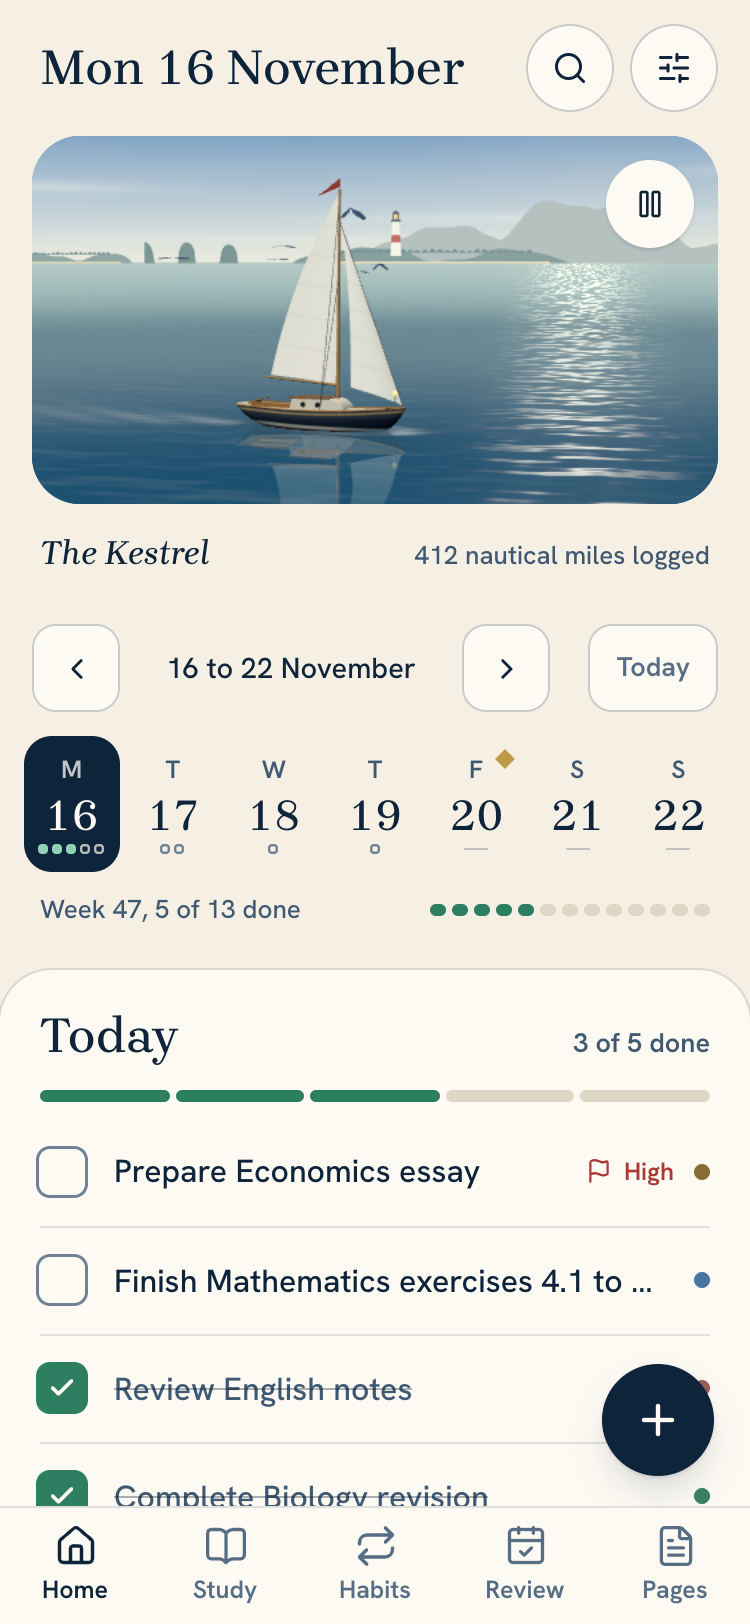 Mon 16 November
The Kestrel
412 nautical miles logged
16 to 22 November
Today
M T W T F S S
16 17 18 19 20 21 22
Week 47, 5 of 13 done
Today
3 of 5 done
Prepare Economics essay
High
Finish Mathematics exercises 4.1 to ...
Review English notes
Complete Biology revision
Home Study Habits Review Pages